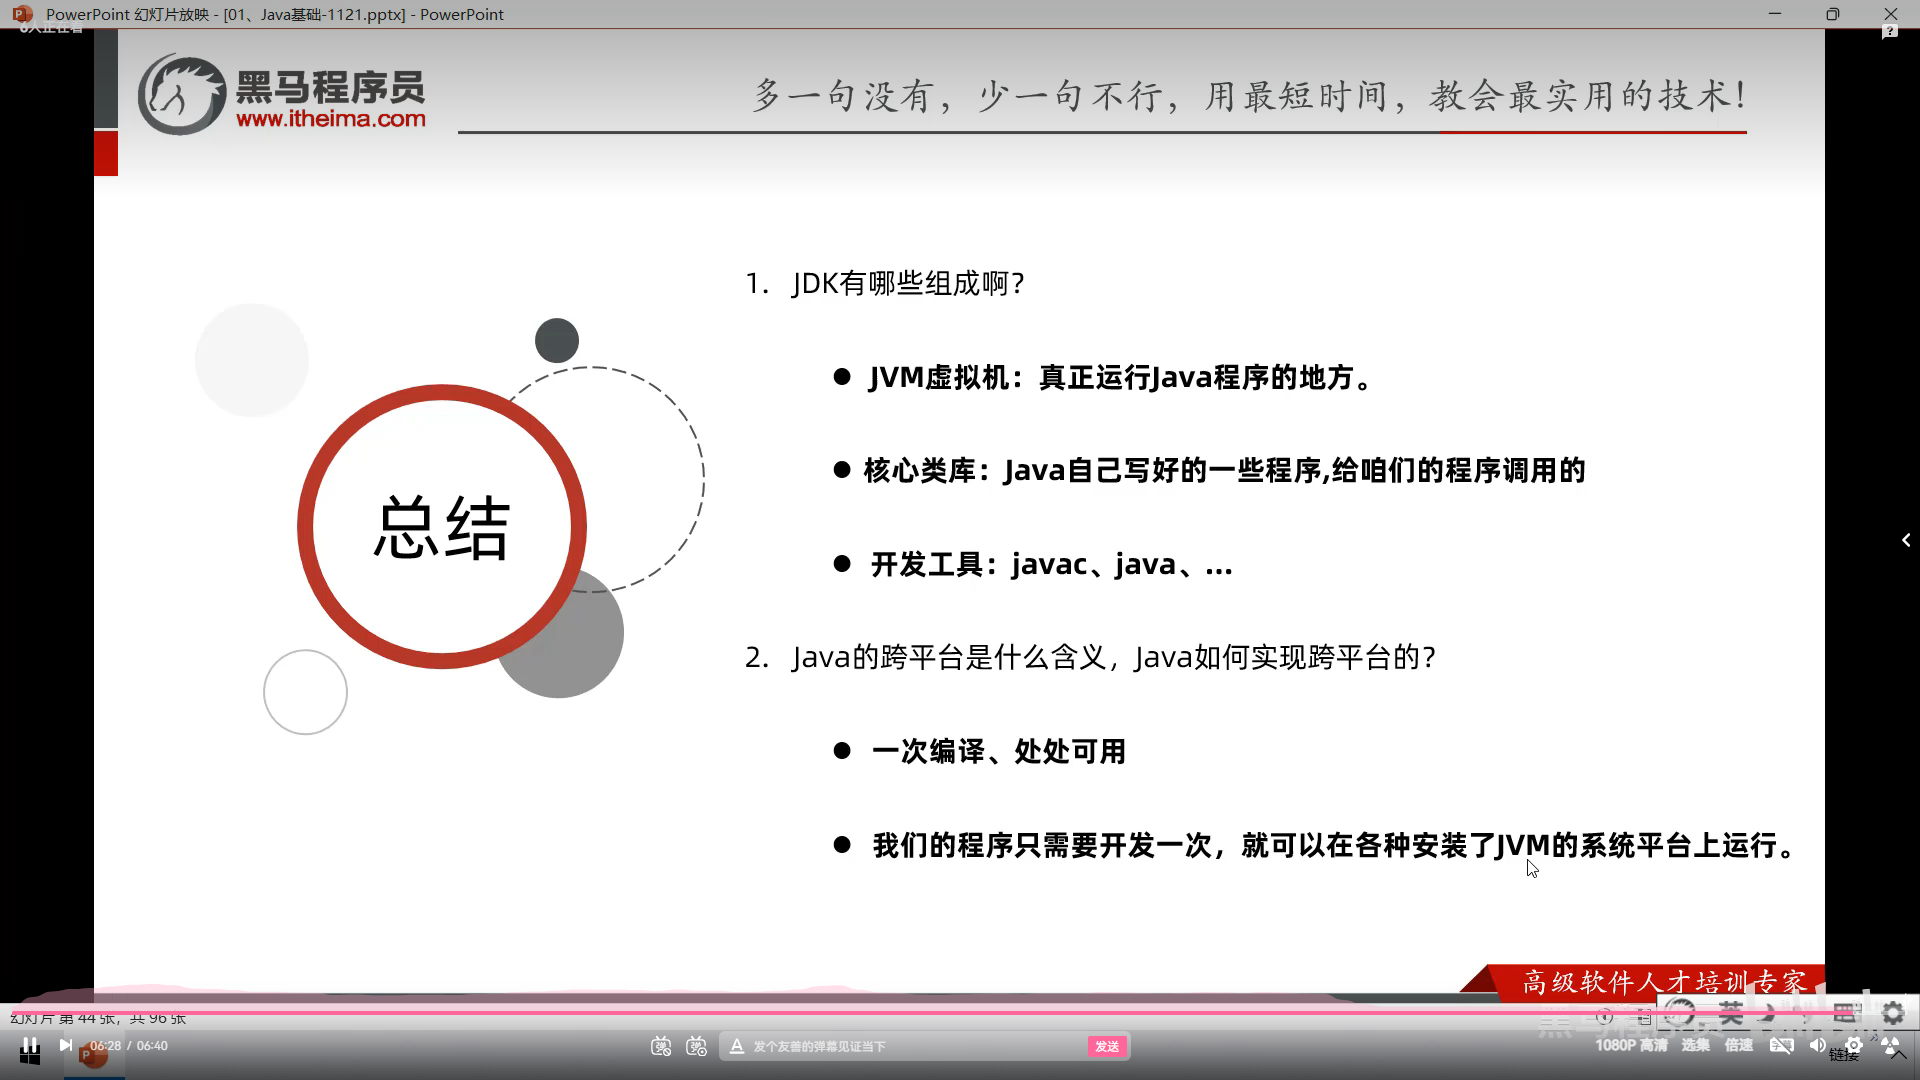 PowerPoint 幻灯片放映 - [01、Java基础-1121.pptx] - PowerPoint
6人正在看
黑马程序员
www.itheima.com
多一句没有，少一句不行，用最短时间，教会最实用的技术！
总结
1. JDK有哪些组成啊？
● JVM虚拟机：真正运行Java程序的地方。
● 核心类库：Java自己写好的一些程序,给咱们的程序调用的
● 开发工具：javac、java、...
2. Java的跨平台是什么含义，Java如何实现跨平台的？
● 一次编译、处处可用
● 我们的程序只需要开发一次，就可以在各种安装了JVM的系统平台上运行。
高级软件人才培训专家
幻灯片 第 44 张，共 96 张
英
06:28 / 06:40
发个友善的弹幕见证当下
发送
1080P 高清
选集
倍速
链接